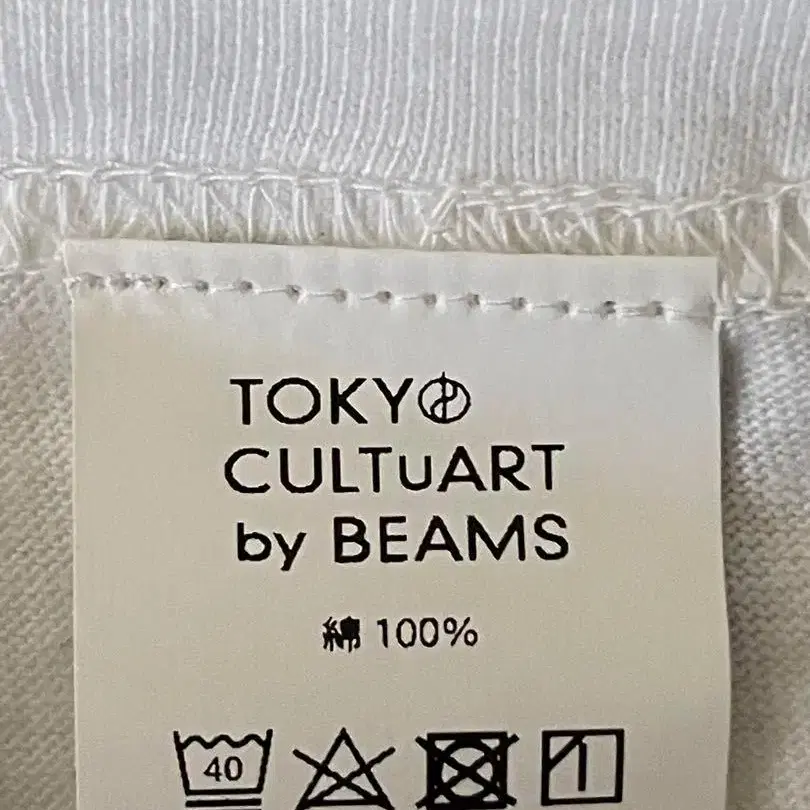 TOKYO
CULTuART
by BEAMS
綿 100%
40